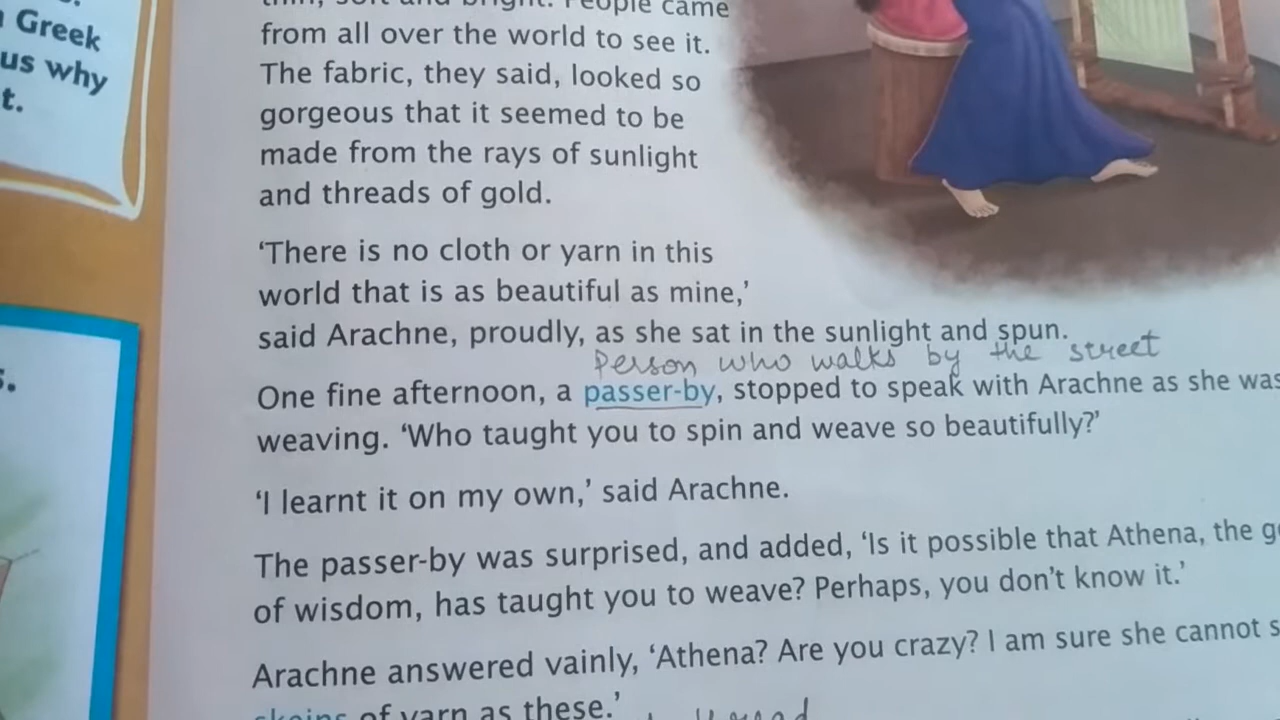 Greek
us why
t.
thin, soft and bright. People came
from all over the world to see it.
The fabric, they said, looked so
gorgeous that it seemed to be
made from the rays of sunlight
and threads of gold.
‘There is no cloth or yarn in this
world that is as beautiful as mine,’
said Arachne, proudly, as she sat in the sunlight and spun.
Person who walks by the street
One fine afternoon, a passer-by, stopped to speak with Arachne as she was
weaving. ‘Who taught you to spin and weave so beautifully?’
‘I learnt it on my own,’ said Arachne.
The passer-by was surprised, and added, ‘Is it possible that Athena, the
of wisdom, has taught you to weave? Perhaps, you don’t know it.’
Arachne answered vainly, ‘Athena? Are you crazy? I am sure she cannot
skeins of yarn as these.’